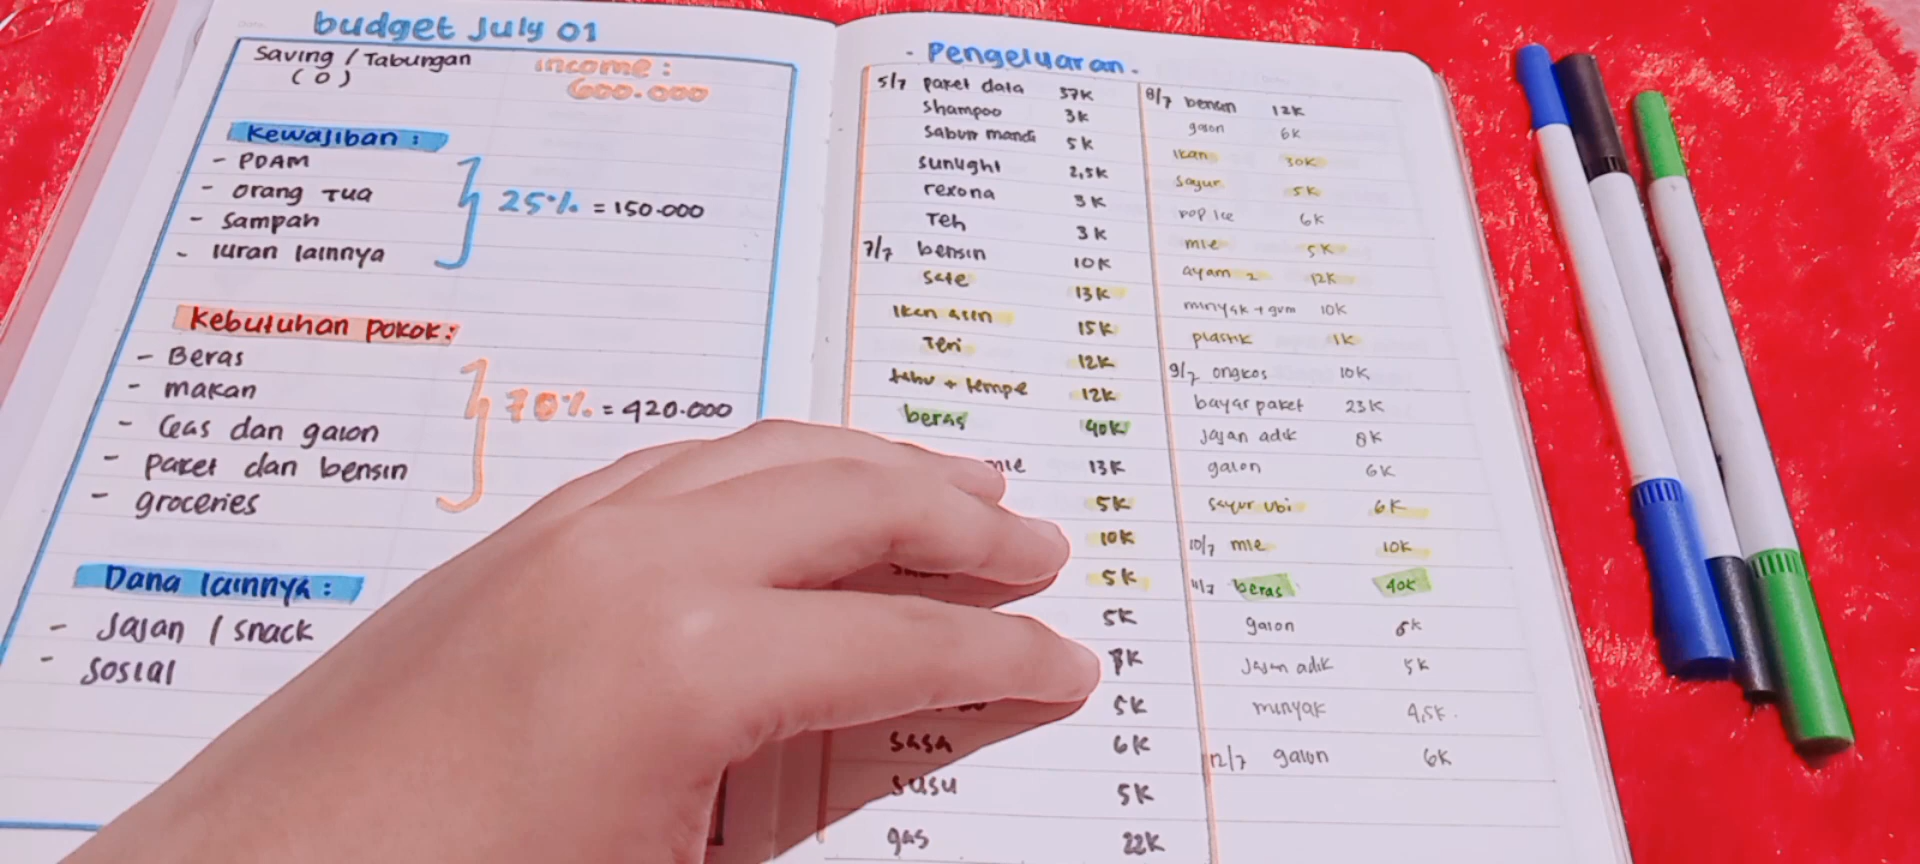 budget July 01
Saving / Tabungan
( 0 )
income :
600.000
Kewajiban :
- PDAM
- orang Tua
- Sampah
- Iuran lainnya
25% = 150.000
Kebutuhan pokok:
- Beras
- makan
- Geas dan galon
- paket dan bensin
- groceries
70% = 420.000
Dana lainnya :
- Jajan / snack
- Sosial
- Pengeluaran.
5/7 paket data 37K
Shampoo 3K
Sabun mandi 5K
Sunlight 2,5K
rexona 3K
Teh 3K
7/7 bensin 10K
Sate 13K
Ikan asin 15K
Teri 12K
tahu + tempe 12K
beras 40K
mie 13K
5K
10K
5K
5K
K
5K
Sasa 6K
Susu 5K
gas 22K
8/7 bensin 12K
galon 6K
Ikan 30K
Sayur 5K
POP Ice 6K
mie 5K
ayam 2 12K
minyak + gum 10K
plastik 1K
9/7 ongkos 10K
bayar paket 23K
Jajan adik 8K
galon 6K
Sayur ubi 6K
10/7 mie 10K
11/7 beras 40K
galon 6K
Jajan adik 5K
minyak 4,5K.
12/7 galon 6K